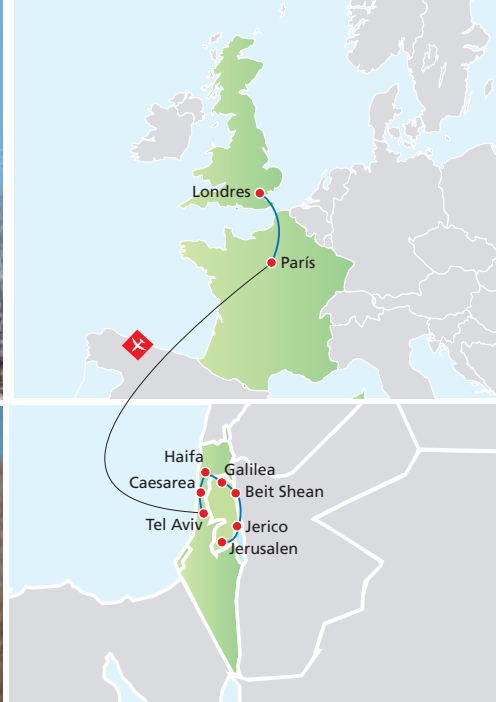 Londres
París
Haifa
Galilea
Caesarea
Beit Shean
Tel Aviv
Jerico
Jerusalen